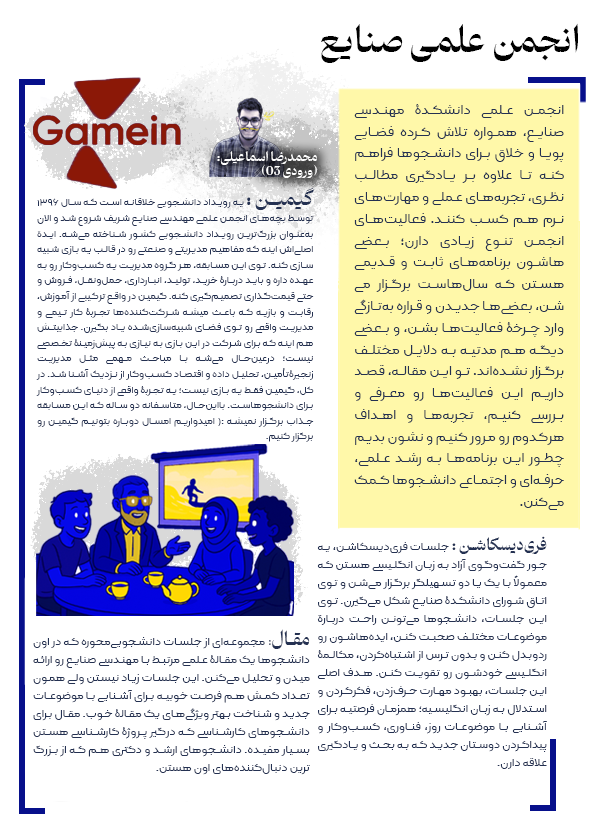 انجمن علمی صنایع
انجمن علمی دانشکدهٔ مهندسی
صنایع، همواره تلاش کرده فضایی
پویا و خلاق برای دانشجوها فراهم
کنه تا علاوه بر یادگیری مطالب
نظری، تجربه‌های عملی و مهارت‌های
نرم هم کسب کنند. فعالیت‌های
انجمن تنوع زیادی دارن؛ بعضی
هاشون برنامه‌های ثابت و قدیمی
هستن که سال‌هاست برگزار می
شن، بعضی‌ها جدیدن و قراره به‌تازگی
وارد چرخهٔ فعالیت‌ها بشن، و بعضی
دیگه هم مدتیه به دلایل مختلف
برگزار نشده‌اند. تو این مقاله، قصد
داریم این فعالیت‌ها رو معرفی و
بررسی کنیم، تجربه‌ها و اهداف
هرکدوم رو مرور کنیم و نشون بدیم
چطور این برنامه‌ها به رشد علمی،
حرفه‌ای و اجتماعی دانشجوها کمک
می‌کنن.
فری‌دیسکاشن : جلسات فری‌دیسکاشن، یه
جور گفت‌وگوی آزاد به زبان انگلیسی هستن که
معمولاً با یک یا دو تسهیلگر برگزار می‌شن و توی
اتاق شورای دانشکدهٔ صنایع شکل می‌گیرن. توی
این جلسات، دانشجوها می‌تونن راحت دربارهٔ
موضوعات مختلف صحبت کنن، ایده‌هاشون رو
ردوبدل کنن و بدون ترس از اشتباه‌کردن، مکالمهٔ
انگلیسی خودشون رو تقویت کنن. هدف اصلی
این جلسات، بهبود مهارت حرف‌زدن، فکرکردن و
استدلال به زبان انگلیسیه؛ همزمان فرصتیه برای
آشنایی با موضوعات روز، فناوری، کسب‌وکار و
پیداکردن دوستان جدید که به بحث و یادگیری
علاقه دارن.
Gamein
محمدرضا اسماعیلی:
(ورودی 03)
گیمین : یه رویداد دانشجویی خلاقانه است که سال ۱۳۹۶
توسط بچه‌های انجمن علمی مهندسی صنایع شریف شروع شد و الان
به‌عنوان بزرگ‌ترین رویداد دانشجویی کشور شناخته می‌شه. ایدهٔ
اصلی‌اش اینه که مفاهیم مدیریتی و صنعتی رو در قالب یه بازی شبیه
سازی کنه. توی این مسابقه، هر گروه مدیریت یه کسب‌وکار رو به
عهده داره و باید دربارهٔ خرید، تولید، انبارداری، حمل‌ونقل، فروش و
حتی قیمت‌گذاری تصمیم‌گیری کنه. گیمین در واقع ترکیبی از آموزش،
رقابت و بازیه که باعث میشه شرکت‌کننده‌ها تجربهٔ کار تیمی و
مدیریت واقعی رو توی فضای شبیه‌سازی‌شده یاد بگیرن. جذابیتش
هم اینه که برای شرکت در این بازی به نیازی به پیش‌زمینهٔ تخصصی
نیست؛ درعین‌حال می‌شه با مباحث مهمی مثل مدیریت
زنجیره‌تأمین، تحلیل داده و اقتصاد کسب‌وکار از نزدیک آشنا شد. در
کل، گیمین فقط یه بازی نیست؛ یه تجربهٔ واقعی از دنیای کسب‌وکار
برای دانشجوهاست. بااین‌حال، متاسفانه دو ساله که این مسابقه
جذاب برگزار نمیشه :( امیدواریم امسال دوباره بتونیم گیمین رو
برگزار کنیم.
مقال: مجموعه‌ای از جلسات دانشجویی‌محوره که در اون
دانشجوها یک مقالهٔ علمی مرتبط با مهندسی صنایع رو ارائه
میدن و تحلیل می‌کنن. این جلسات زیاد نیستن ولی همون
تعداد کمش هم فرصت خوبیه برای آشنایی با موضوعات
جدید و شناخت بهتر ویژگی‌های یک مقالهٔ خوب. مقال برای
دانشجوهای کارشناسی که درگیر پروژهٔ کارشناسی هستن
بسیار مفیده. دانشجوهای ارشد و دکتری هم که از بزرگ
ترین دنبال‌کننده‌های اون هستن.